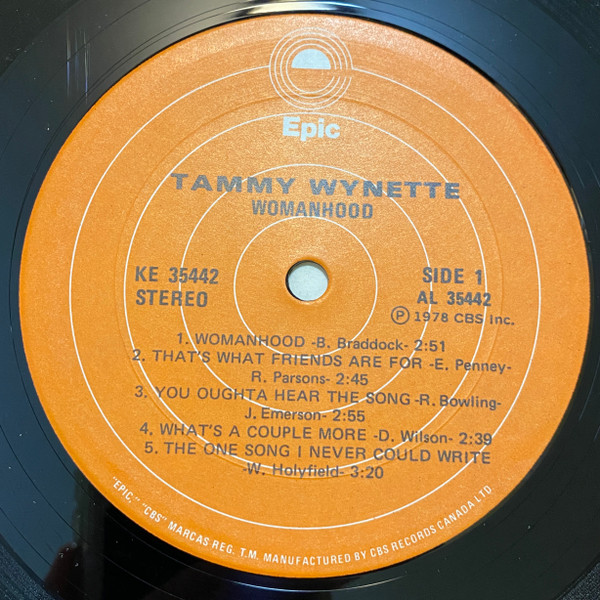 Epic
TAMMY WYNETTE
WOMANHOOD
KE 35442
STEREO
SIDE 1
AL 35442
Ⓟ 1978 CBS Inc.
1. WOMANHOOD -B. Braddock- 2:51
2. THAT'S WHAT FRIENDS ARE FOR -E. Penney-
R. Parsons- 2:45
3. YOU OUGHTA HEAR THE SONG -R. Bowling-
J. Emerson- 2:55
4. WHAT'S A COUPLE MORE -D. Wilson- 2:39
5. THE ONE SONG I NEVER COULD WRITE
-W. Holyfield- 3:20
"EPIC," "CBS" MARCAS REG. T.M. MANUFACTURED BY CBS RECORDS CANADA LTD.